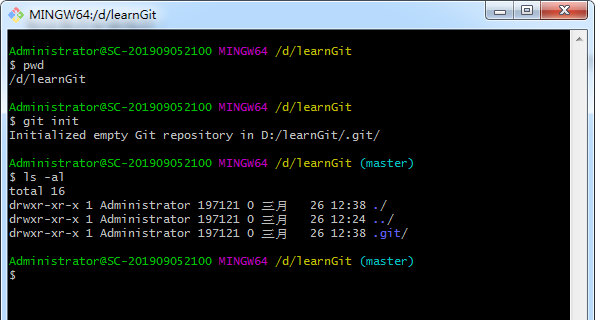 MINGW64:/d/learnGit
Administrator@SC-201909052100 MINGW64 /d/learnGit
$ pwd
/d/learnGit
Administrator@SC-201909052100 MINGW64 /d/learnGit
$ git init
Initialized empty Git repository in D:/learnGit/.git/
Administrator@SC-201909052100 MINGW64 /d/learnGit (master)
$ ls -al
total 16
drwxr-xr-x 1 Administrator 197121 0 三月 26 12:38 ./
drwxr-xr-x 1 Administrator 197121 0 三月 26 12:24 ../
drwxr-xr-x 1 Administrator 197121 0 三月 26 12:38 .git/
Administrator@SC-201909052100 MINGW64 /d/learnGit (master)
$